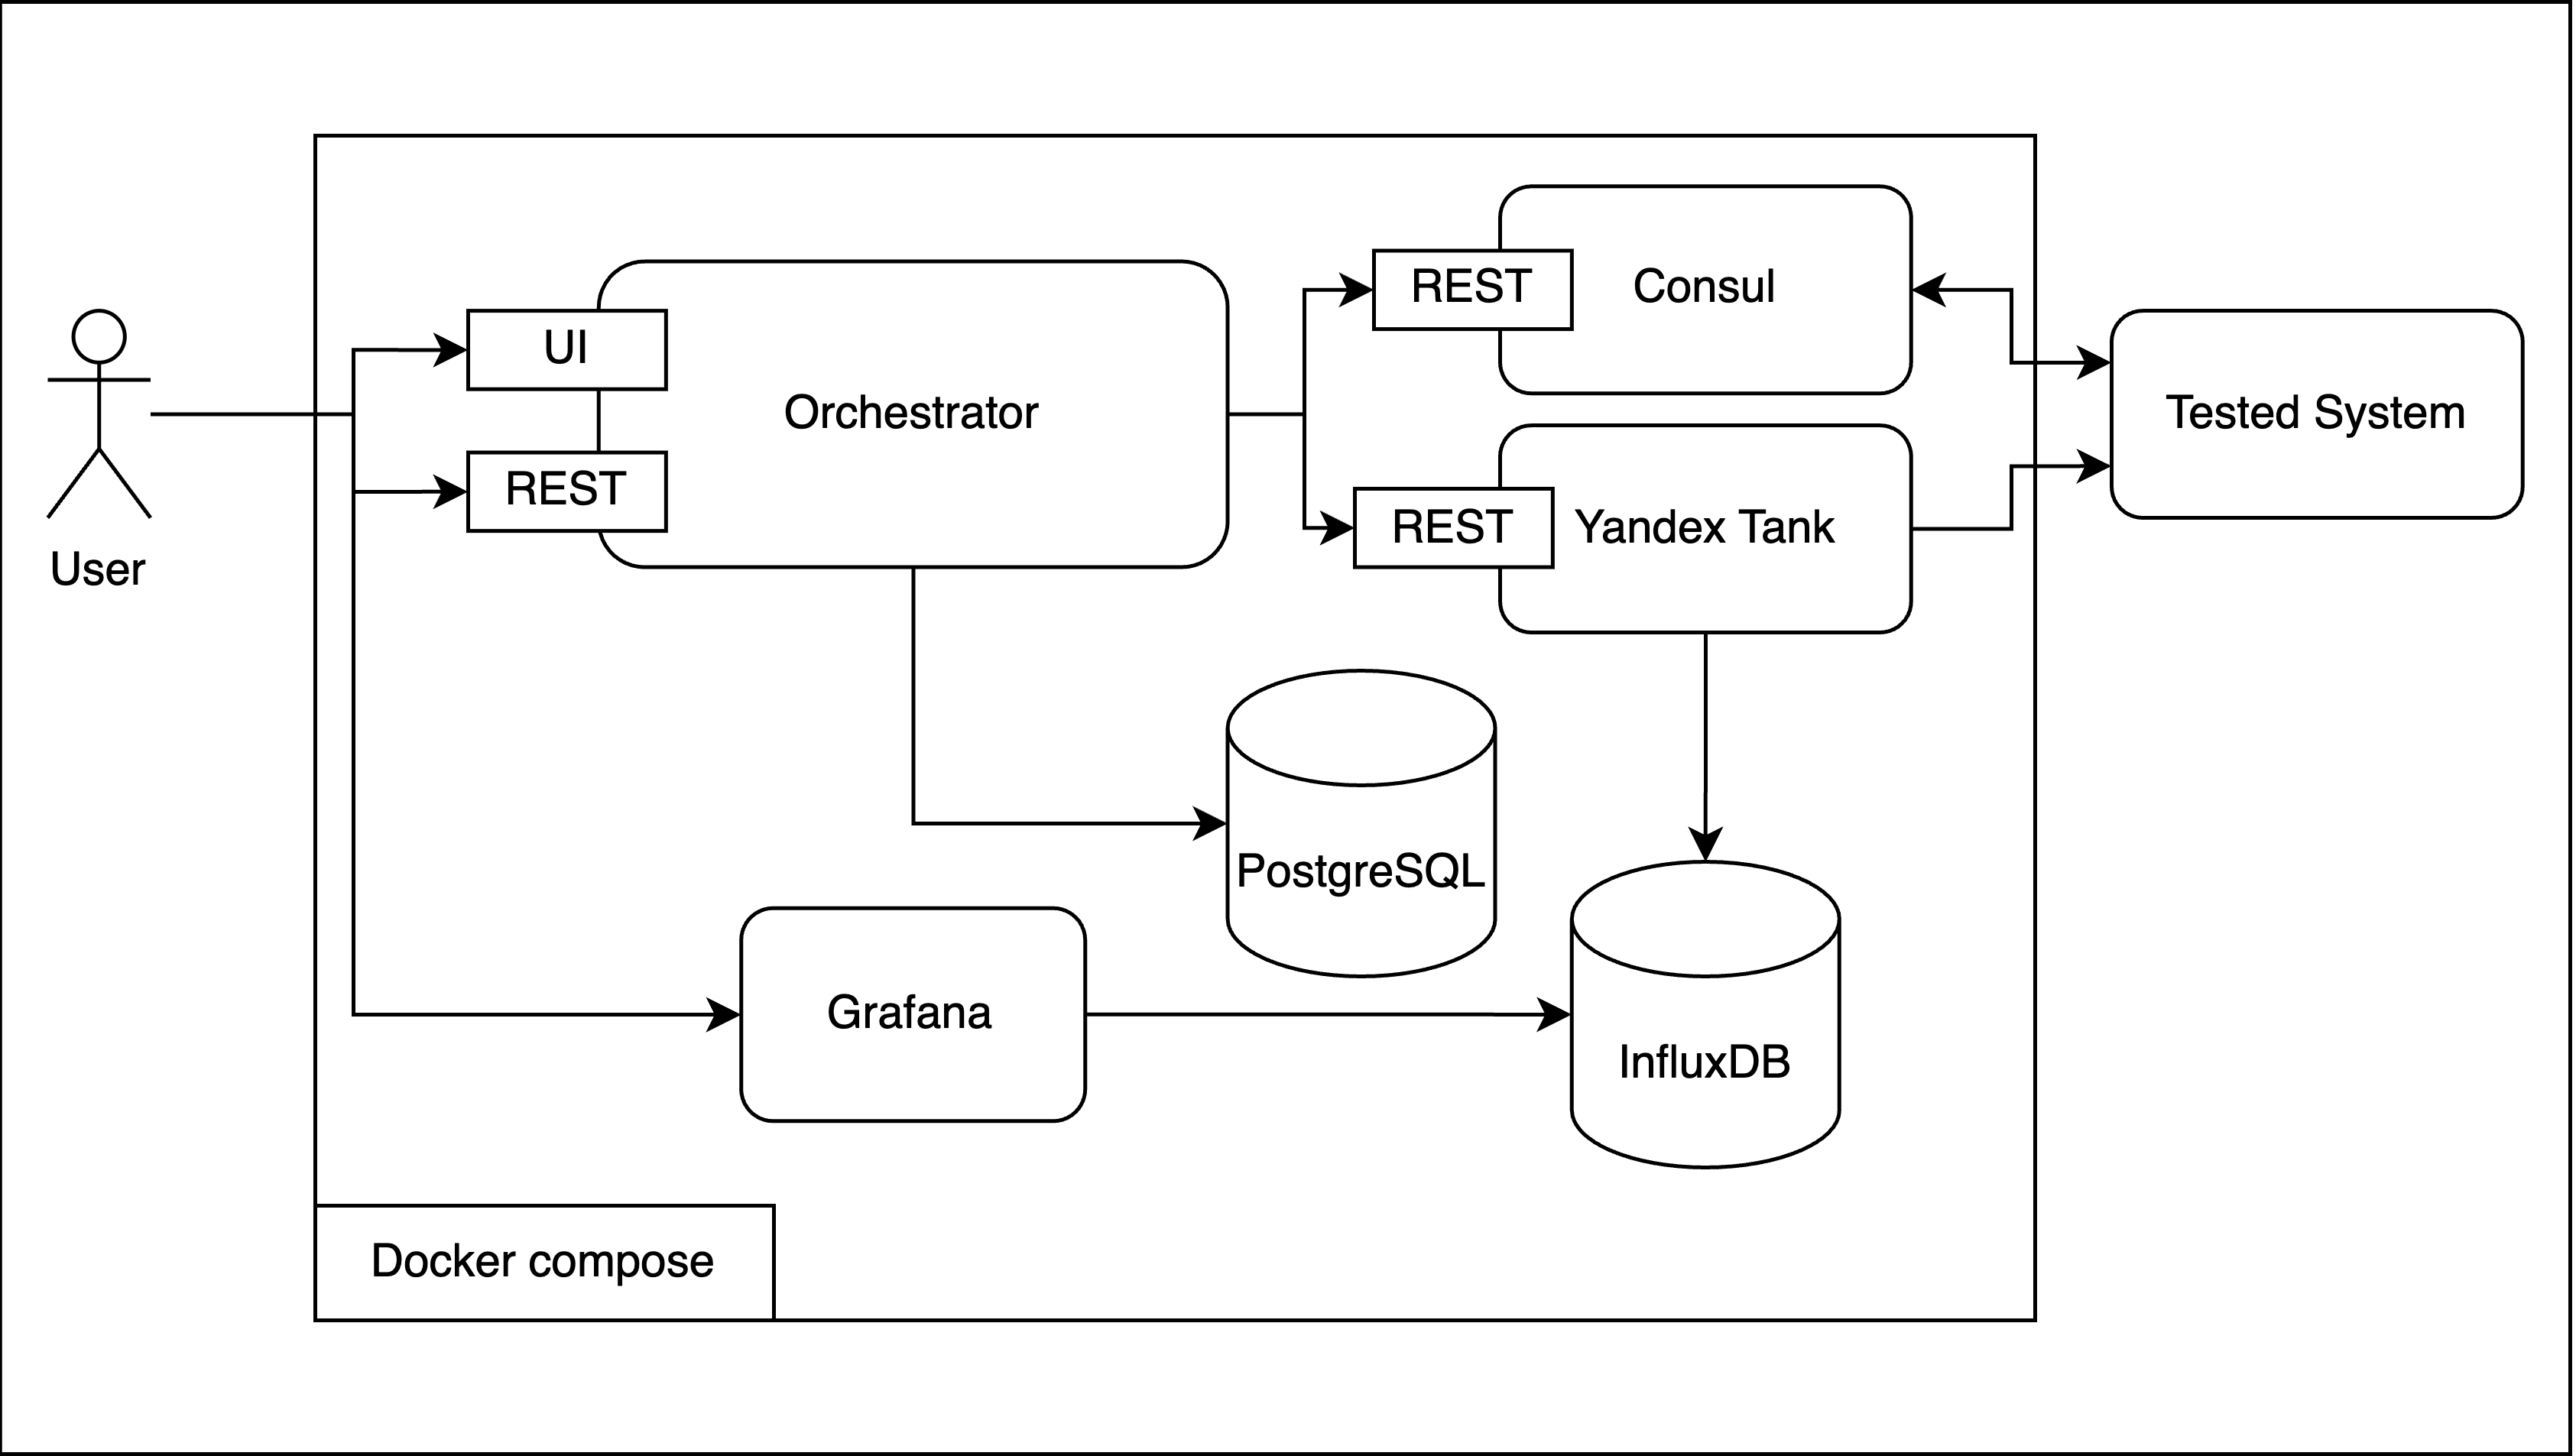 User
UI
REST
Orchestrator
REST
Consul
REST
Yandex Tank
Tested System
PostgreSQL
Grafana
InfluxDB
Docker compose